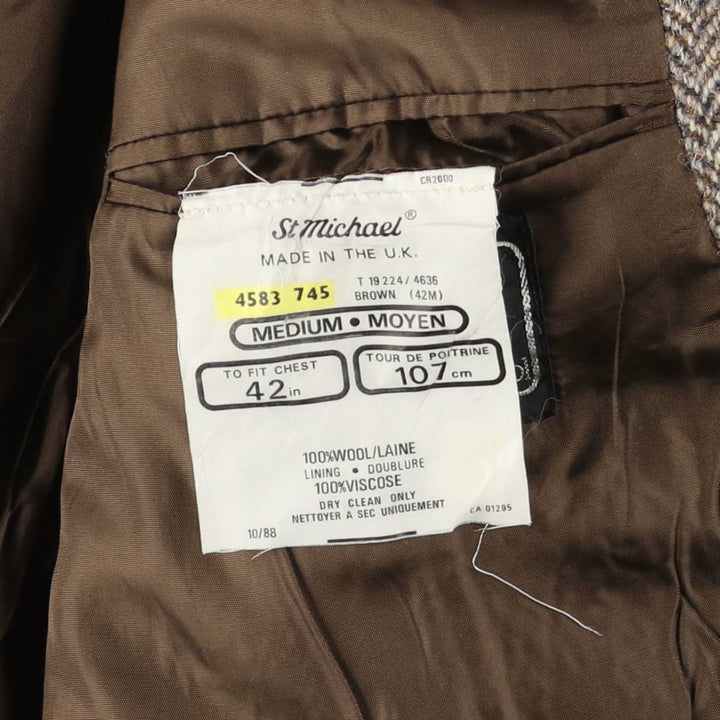 CR2000
St Michael®
MADE IN THE U.K.
4583 745
T 19224/4636
BROWN (42M)
MEDIUM • MOYEN
TO FIT CHEST
42in
TOUR DE POITRINE
107cm
100%WOOL/LAINE
LINING • DOUBLURE
100%VISCOSE
DRY CLEAN ONLY
NETTOYER A SEC UNIQUEMENT
10/88
CA 01295